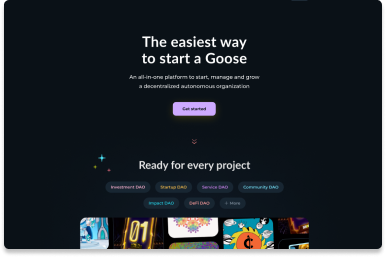 The easiest way
to start a Goose
An all-in-one platform to start, manage and grow
a decentralized autonomous organization
Get started
Ready for every project
Investment DAO
Startup DAO
Service DAO
Community DAO
Impact DAO
DeFi DAO
+ More
01